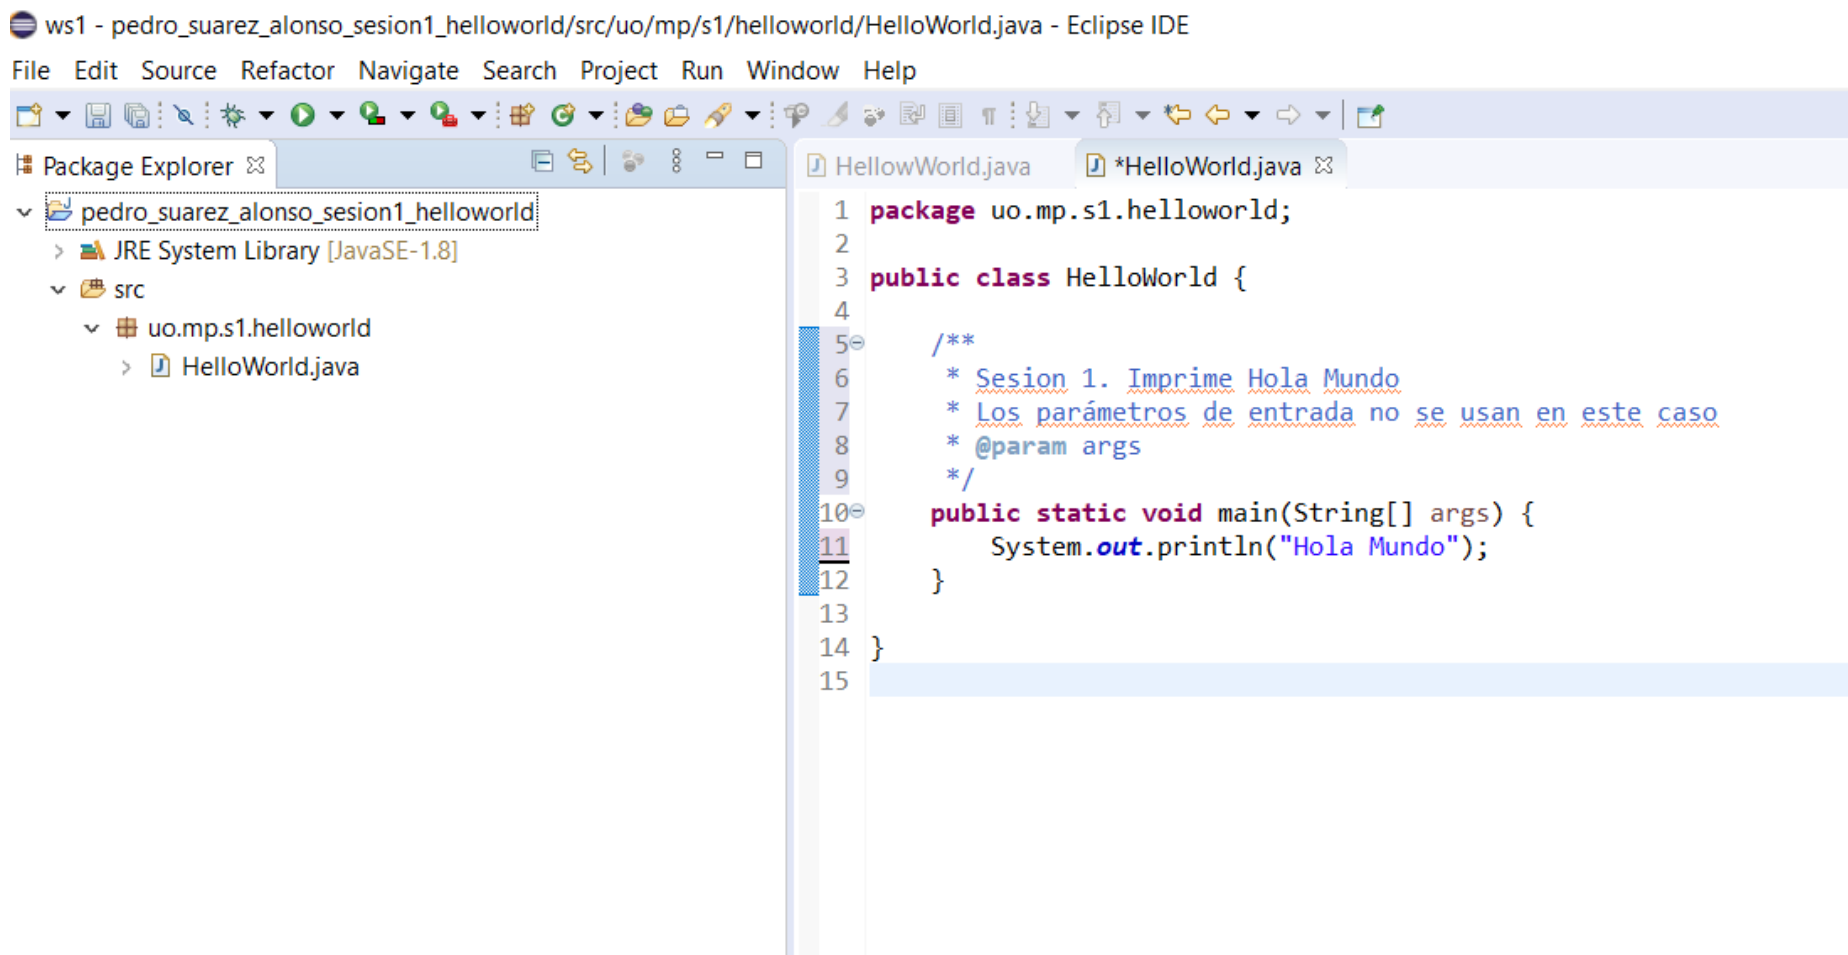 ws1 - pedro_suarez_alonso_sesion1_helloworld/src/uo/mp/s1/helloworld/HelloWorld.java - Eclipse IDE
File Edit Source Refactor Navigate Search Project Run Window Help
Package Explorer
pedro_suarez_alonso_sesion1_helloworld
JRE System Library [JavaSE-1.8]
src
uo.mp.s1.helloworld
HelloWorld.java
HellowWorld.java *HelloWorld.java
1 package uo.mp.s1.helloworld;
2
3 public class HelloWorld {
4
5 /**
6 * Sesion 1. Imprime Hola Mundo
7 * Los parámetros de entrada no se usan en este caso
8 * @param args
9 */
10 public static void main(String[] args) {
11 System.out.println("Hola Mundo");
12 }
13
14 }
15